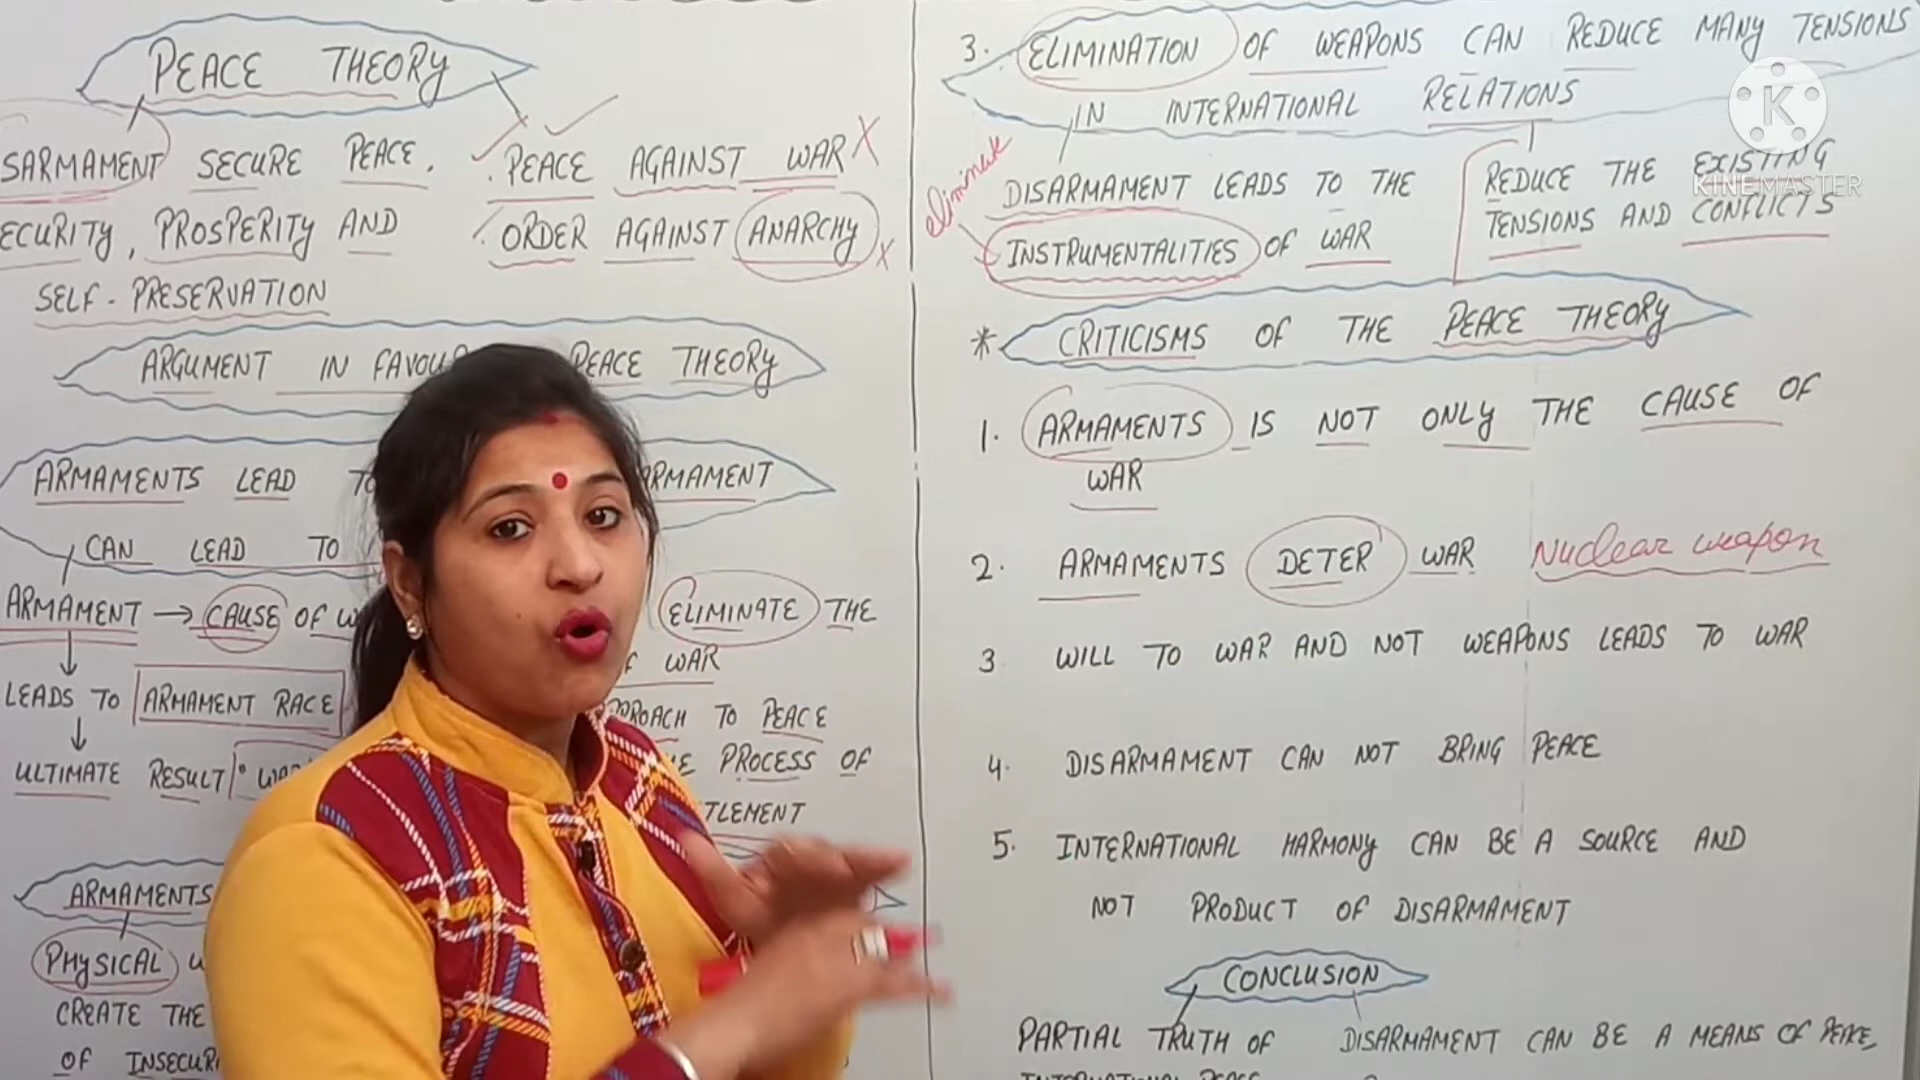 PEACE THEORY
SARMAMENT SECURE PEACE.
ECURITY, PROSPERITY AND
SELF-PRESERVATION
. PEACE AGAINST WAR X
ORDER AGAINST ANARCHY X
ARGUMENT IN FAVOU PEACE THEORY
ARMAMENTS LEAD TO ARMAMENT
CAN LEAD TO
ARMAMENT → CAUSE OF W
LEADS TO ARMAMENT RACE
ULTIMATE RESULT
ELIMINATE THE
OF WAR
PROACH TO PEACE
PROCESS OF
TLEMENT
ARMAMENTS
PHYSICAL
CREATE THE
OF INSECURI
3. ELIMINATION OF WEAPONS CAN REDUCE MANY TENSIONS
IN INTERNATIONAL RELATIONS
eliminate
DISARMAMENT LEADS TO THE
INSTRUMENTALITIES OF WAR
REDUCE THE EXISTING
TENSIONS AND CONFLICTS
K
KINEMASTER
* CRITICISMS OF THE PEACE THEORY
1. ARMAMENTS IS NOT ONLY THE CAUSE OF
WAR
2. ARMAMENTS DETER WAR Nuclear weapon
3 WILL TO WAR AND NOT WEAPONS LEADS TO WAR
4. DISARMAMENT CAN NOT BRING PEACE
5. INTERNATIONAL HARMONY CAN BE A SOURCE AND
NOT PRODUCT OF DISARMAMENT
CONCLUSION
PARTIAL TRUTH OF
INTERNATIONAL PEACE
DISARMAMENT CAN BE A MEANS OF PEACE,